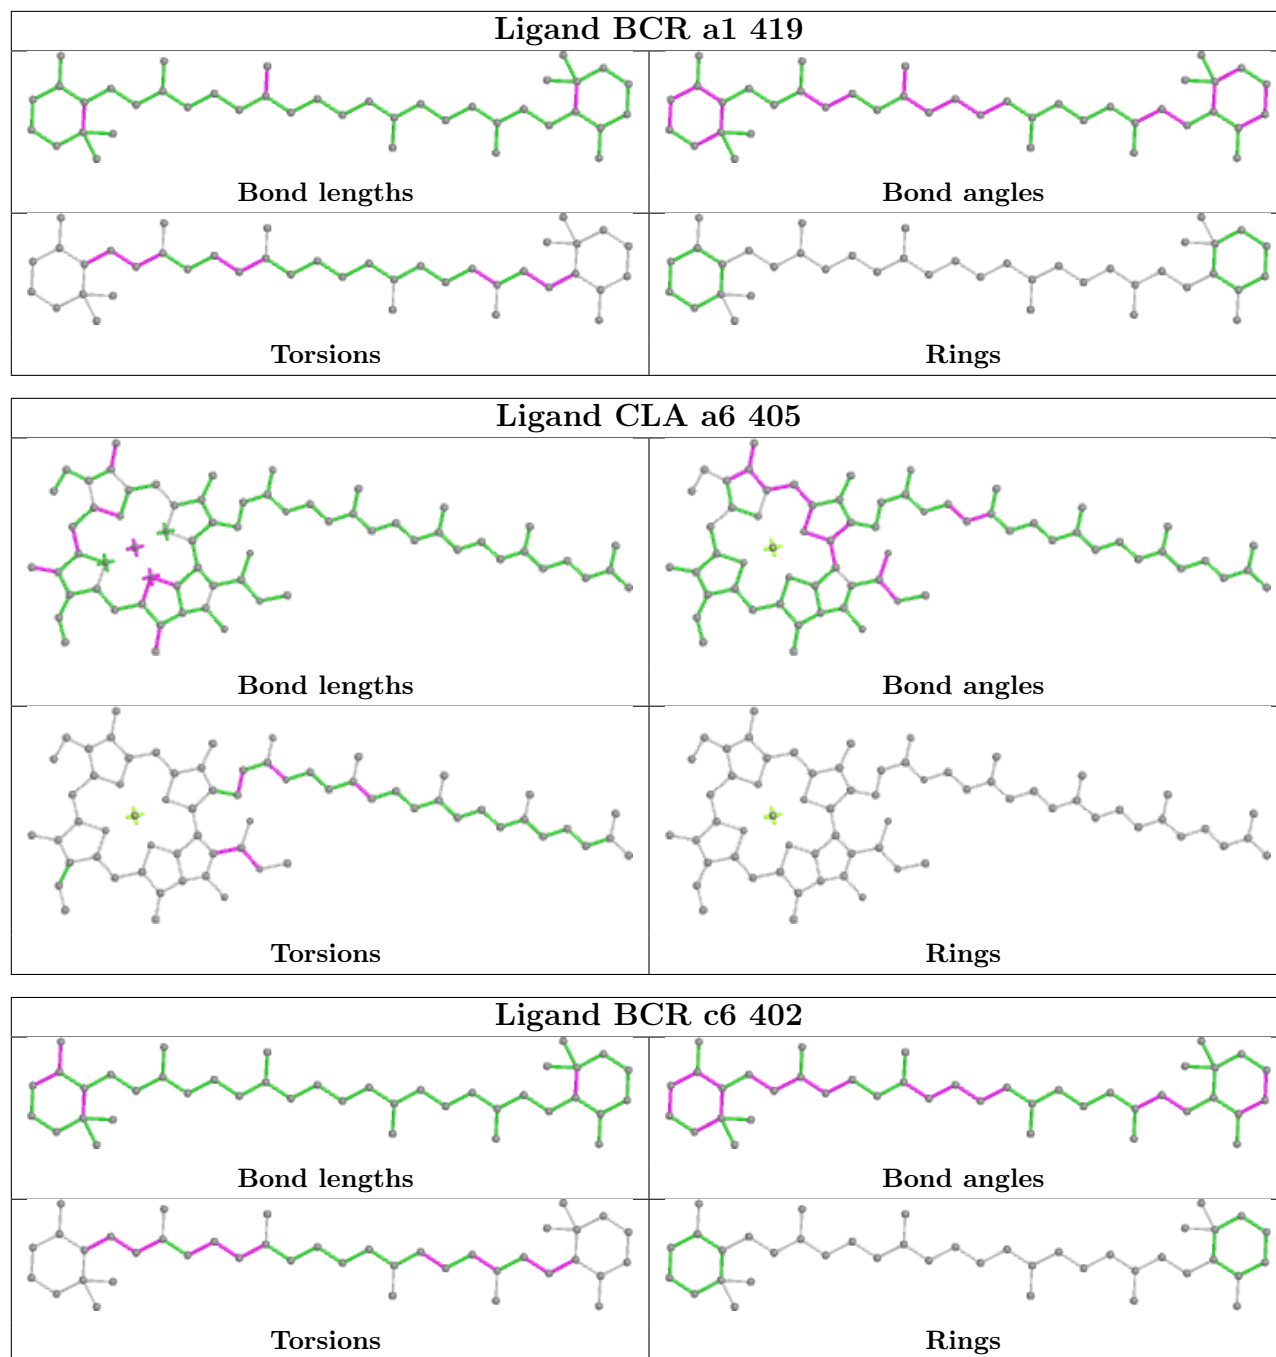 Ligand BCR a1 419
Bond lengths
Bond angles
Torsions
Rings
Ligand CLA a6 405
Bond lengths
Bond angles
Torsions
Rings
Ligand BCR c6 402
Bond lengths
Bond angles
Torsions
Rings